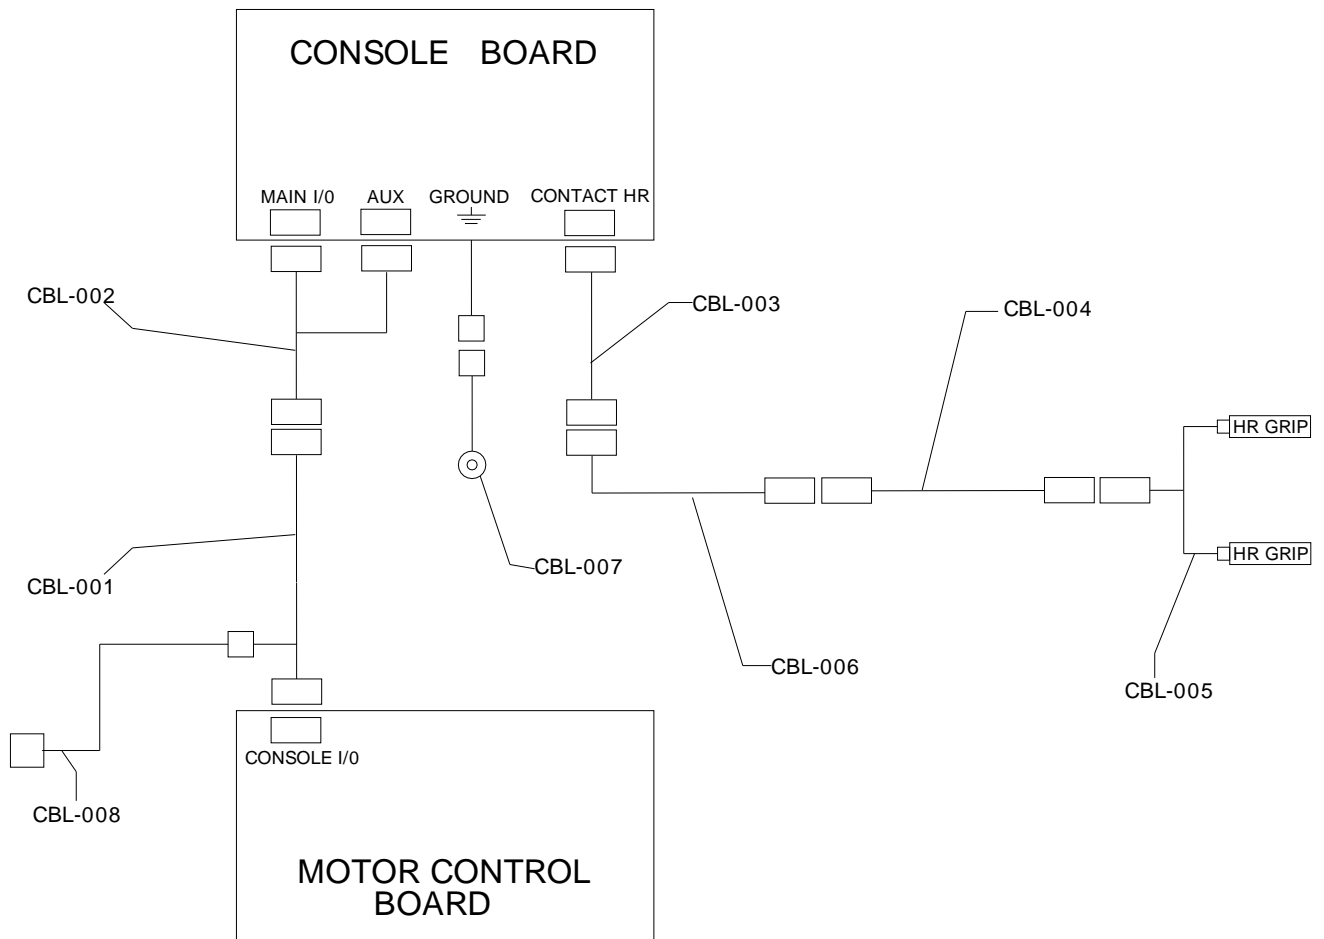 CONSOLE BOARD
MAIN I/0
AUX
GROUND
CONTACT HR
CBL-002
CBL-003
CBL-004
HR GRIP
HR GRIP
CBL-007
CBL-001
CBL-006
CBL-005
CONSOLE I/0
CBL-008
MOTOR CONTROL
BOARD